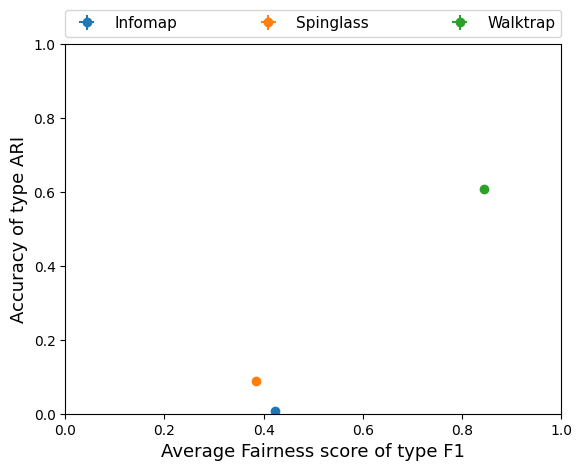 Infomap Spinglass Walktrap
1.0
0.8
0.6
0.4
0.2
0.0
Accuracy of type ARI
0.0 0.2 0.4 0.6 0.8 1.0
Average Fairness score of type F1